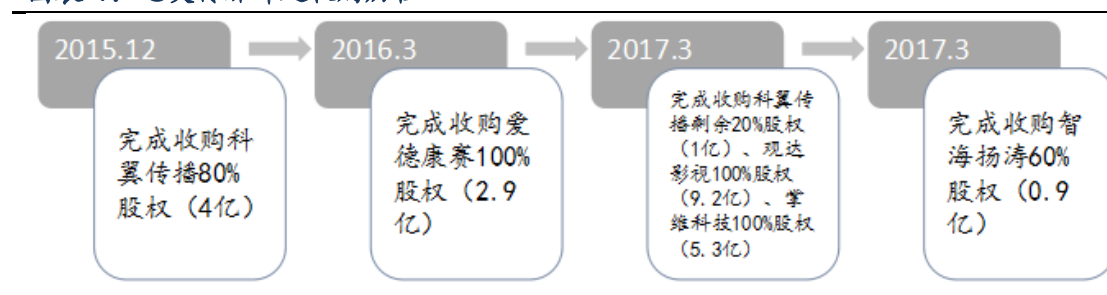 2015.12
完成收购科
翼传播80%
股权（4亿）
2016.3
完成收购爱
德康赛100%
股权（2.9
亿）
2017.3
完成收购科翼传
播剩余20%股权
（1亿）、观达
影视100%股权
（9.2亿）、掌
维科技100%股权
（5.3亿）
2017.3
完成收购智
海扬涛60%
股权（0.9
亿）